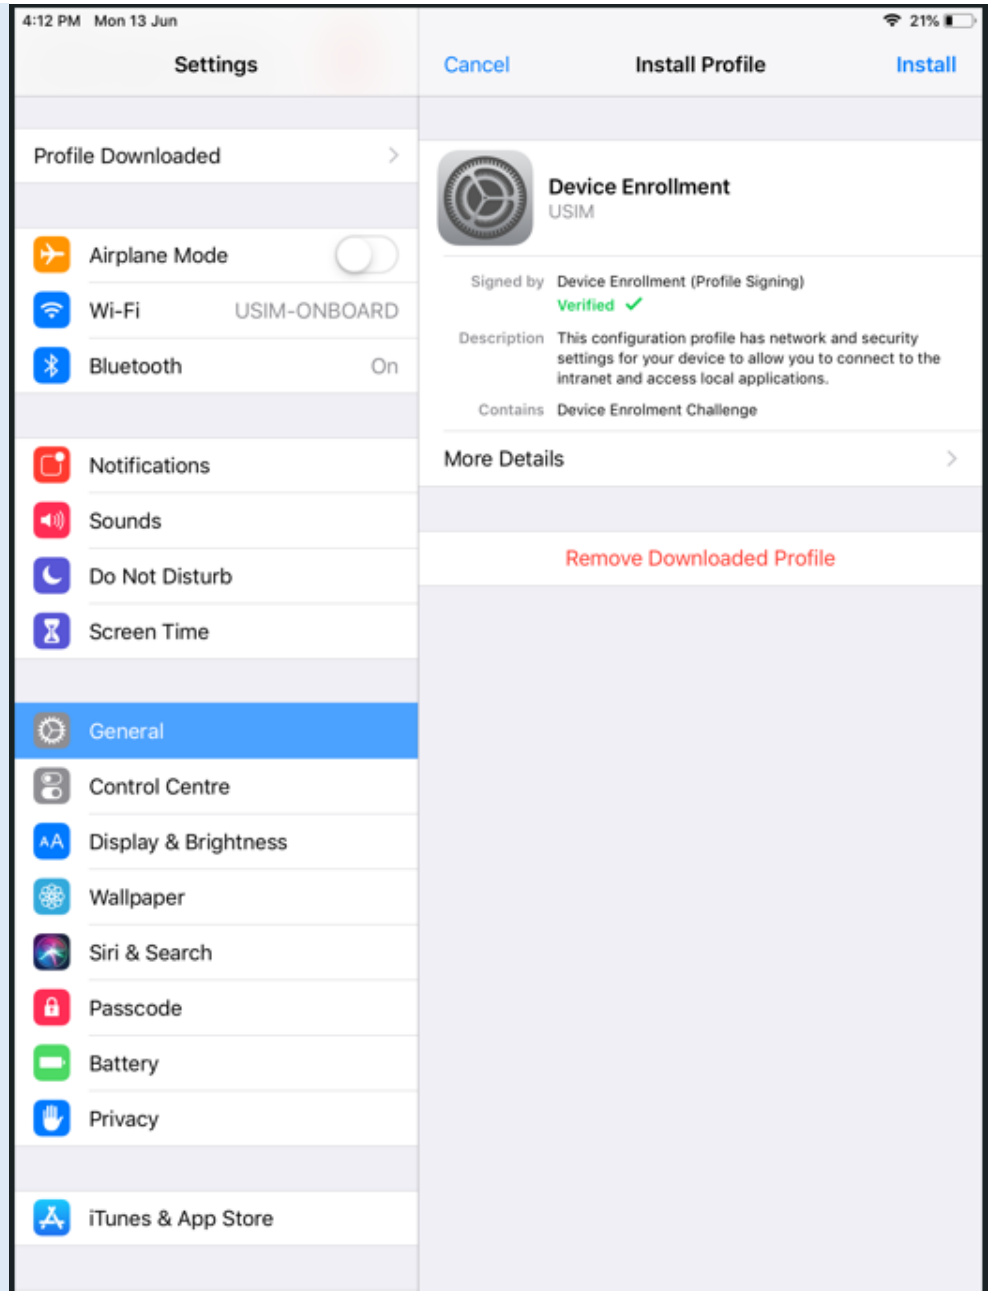 4:12 PM Mon 13 Jun
21%
Settings
Cancel
Install Profile
Install
Profile Downloaded
Airplane Mode
Wi-Fi USIM-ONBOARD
Bluetooth On
Notifications
Sounds
Do Not Disturb
Screen Time
General
Control Centre
AA Display & Brightness
Wallpaper
Siri & Search
Passcode
Battery
Privacy
iTunes & App Store
Device Enrollment
USIM
Signed by Device Enrollment (Profile Signing)
Verified
Description This configuration profile has network and security
settings for your device to allow you to connect to the
intranet and access local applications.
Contains Device Enrolment Challenge
More Details
Remove Downloaded Profile